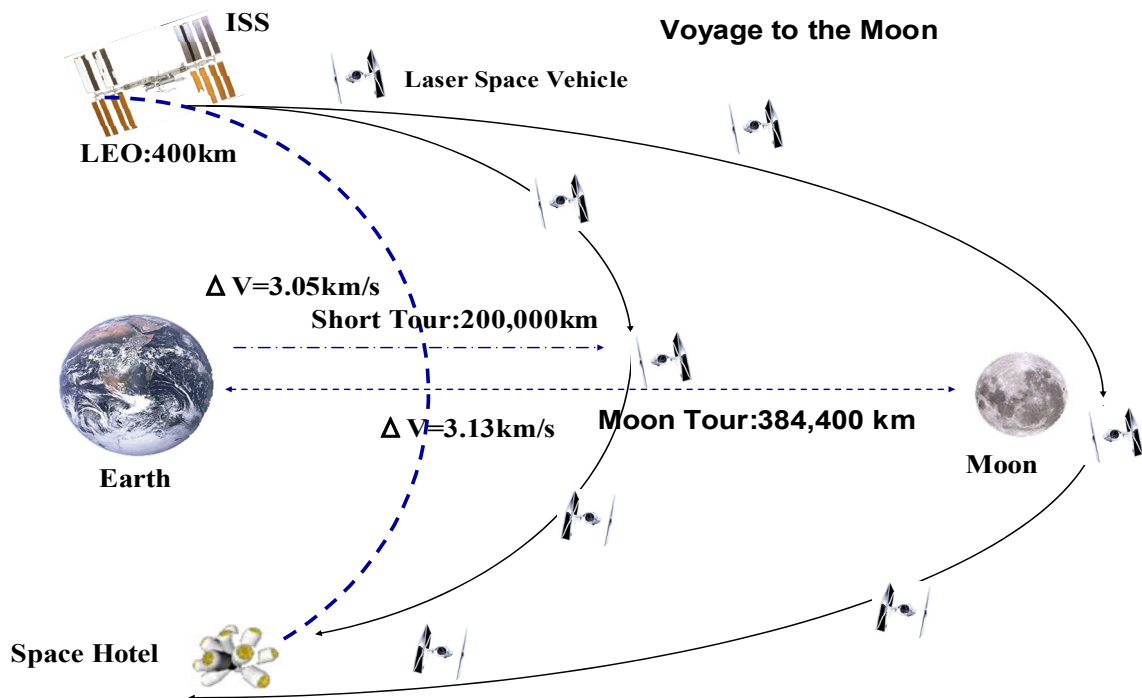 ISS
Voyage to the Moon
Laser Space Vehicle
LEO:400km
Δ V=3.05km/s
Short Tour:200,000km
Δ V=3.13km/s
Moon Tour:384,400 km
Earth
Moon
Space Hotel